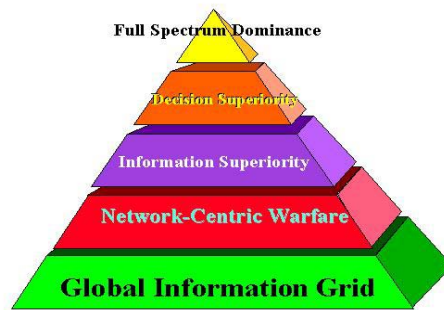 Full Spectrum Dominance
Decision Superiority
Information Superiority
Network-Centric Warfare
Global Information Grid